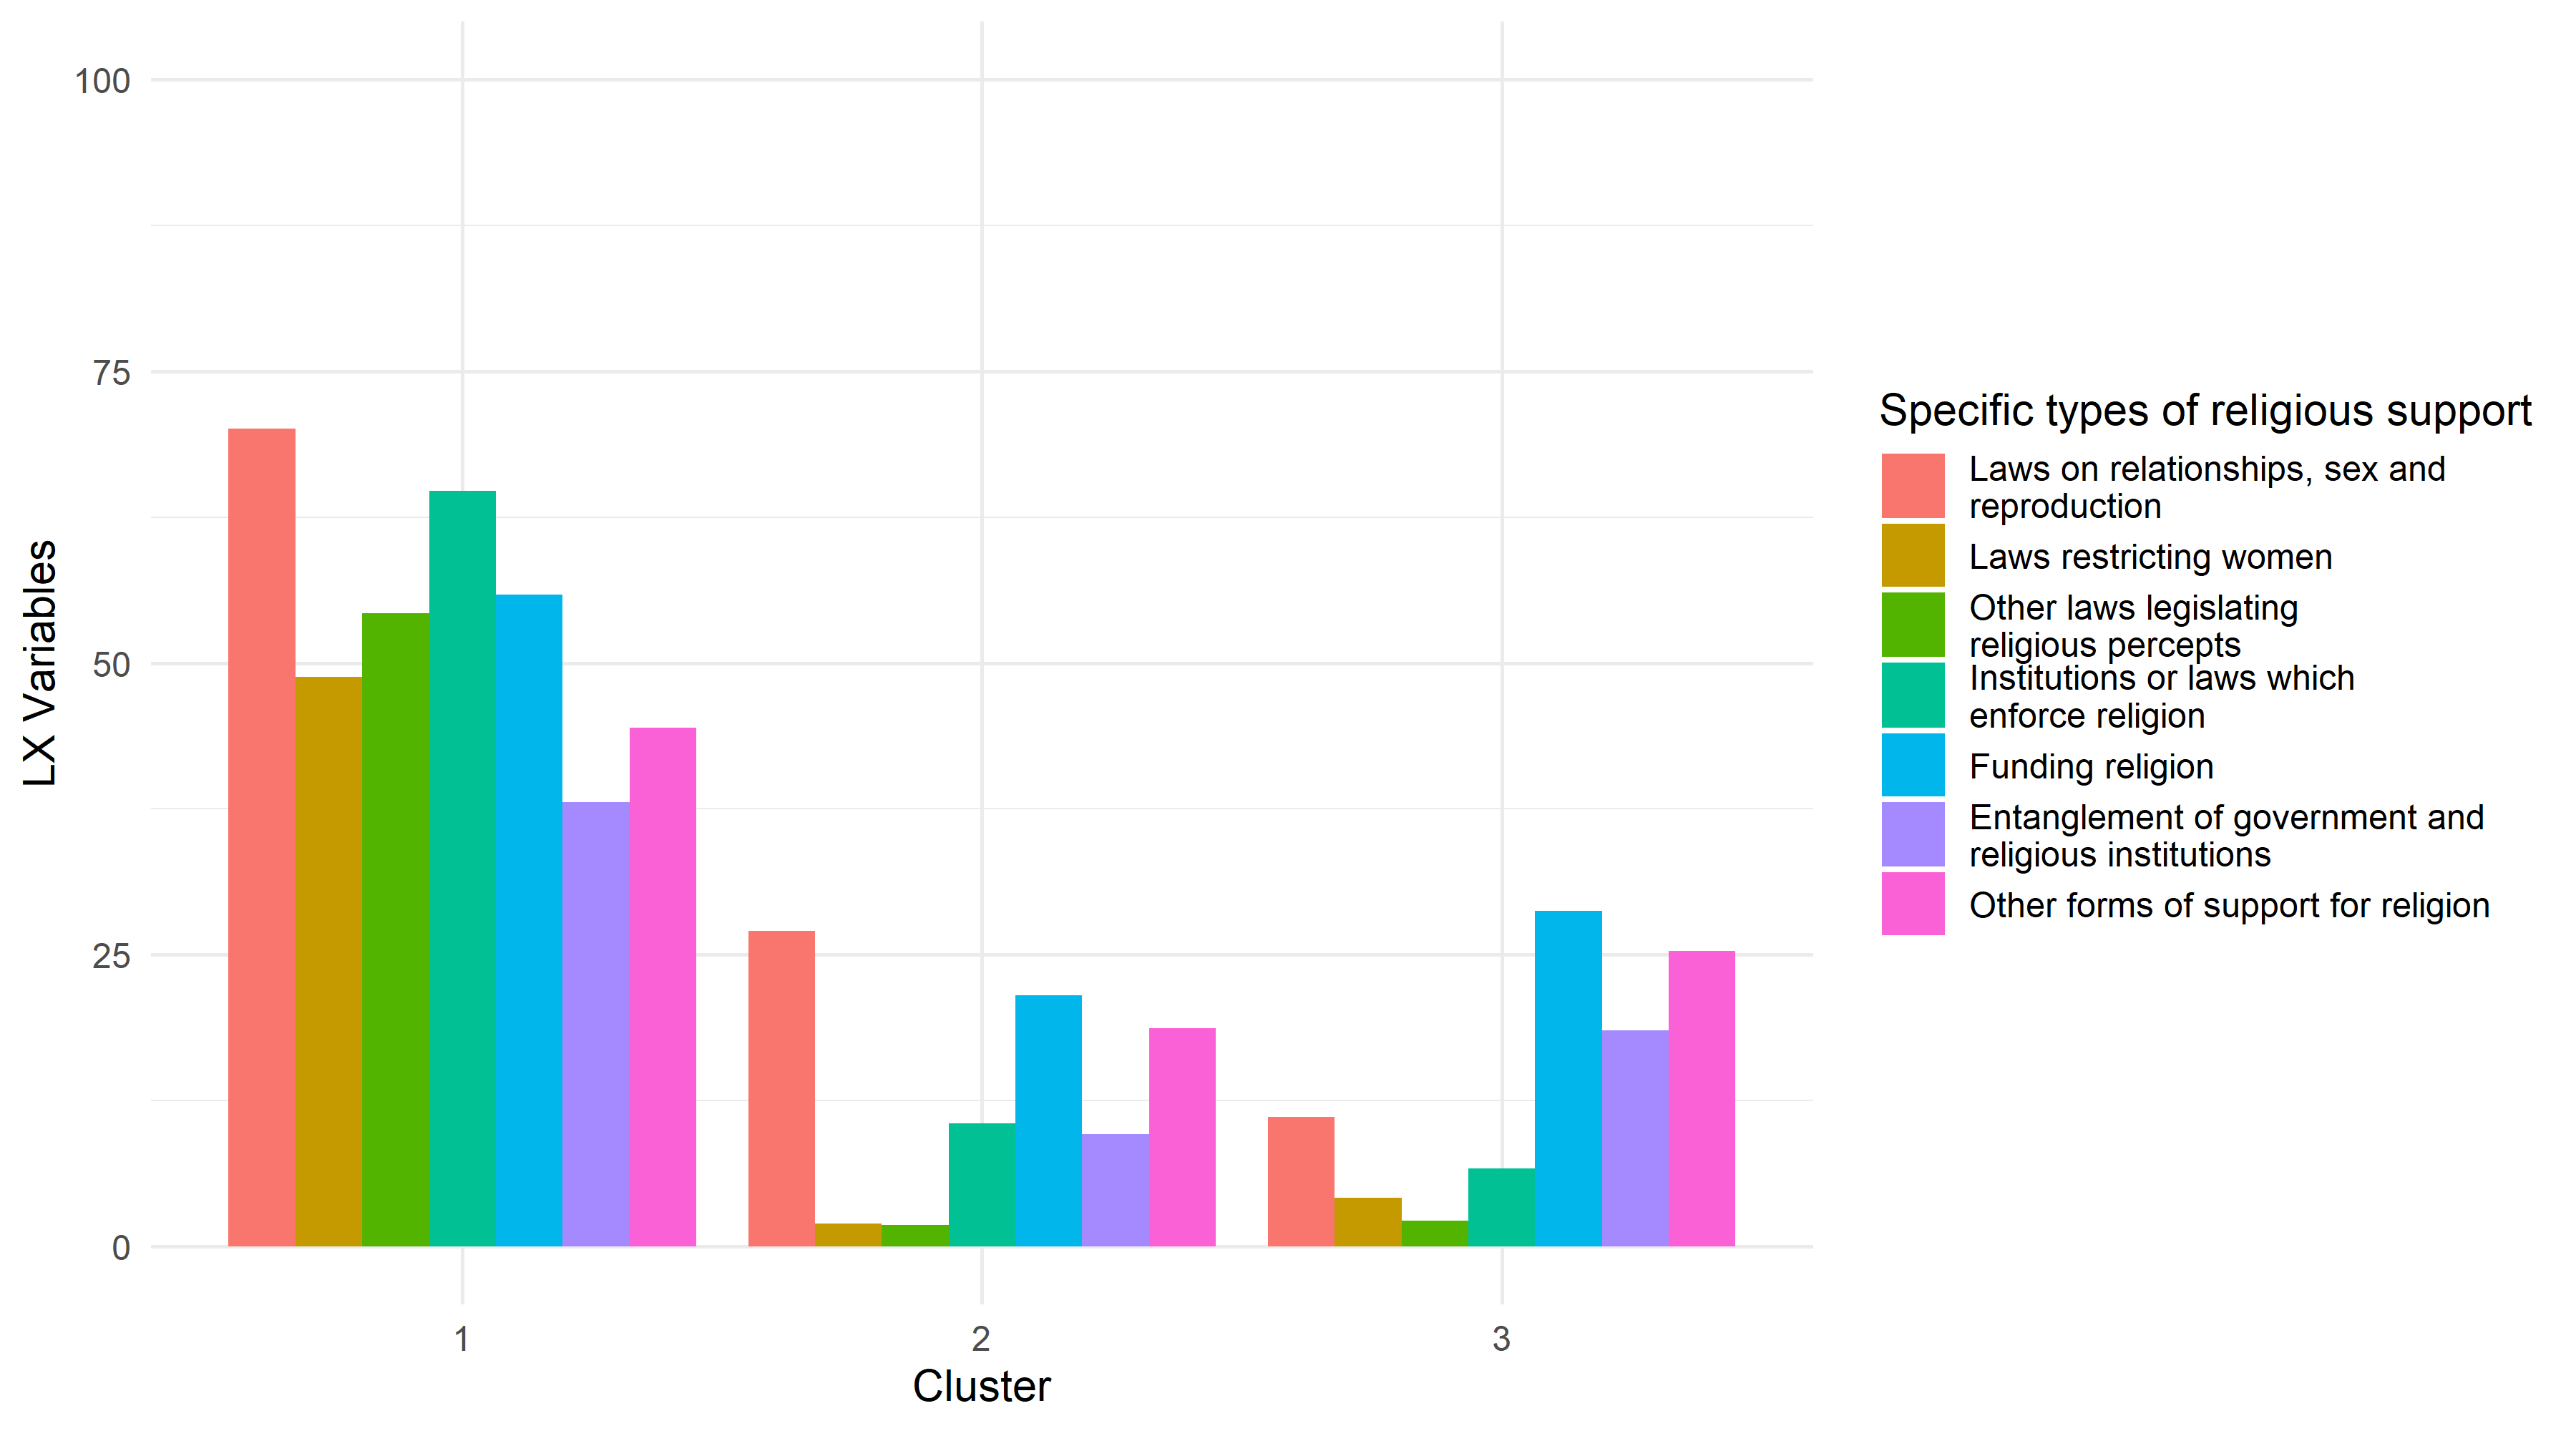 100
75
50
25
0
LX Variables
1
2
3
Cluster
Specific types of religious support
Laws on relationships, sex and
reproduction
Laws restricting women
Other laws legislating
religious percepts
Institutions or laws which
enforce religion
Funding religion
Entanglement of government and
religious institutions
Other forms of support for religion